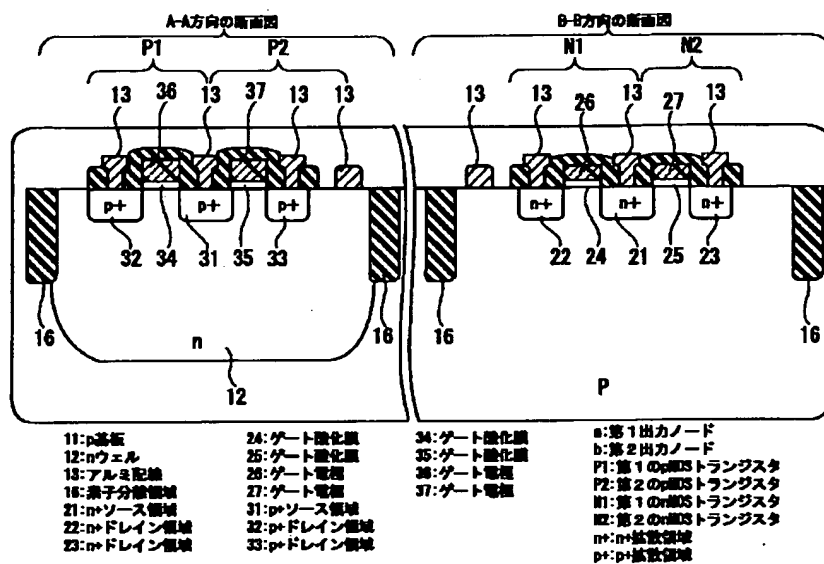 A-A方向の断面図
B-B方向の断面図
P1 P2 N1 N2
13 36 13 37 13 13 13 13 26 13 27 13
p+ p+ p+ n+ n+ n+
32 34 31 35 33 22 24 21 25 23
16 16 16 16
n
12 P
11:p基板
12:nウェル
13:アルミ配線
16:素子分離領域
21:n+ソース領域
22:n+ドレイン領域
23:n+ドレイン領域
24:ゲート酸化膜
25:ゲート酸化膜
26:ゲート電極
27:ゲート電極
31:p+ソース領域
32:p+ドレイン領域
33:p+ドレイン領域
34:ゲート酸化膜
35:ゲート酸化膜
36:ゲート電極
37:ゲート電極
a:第1出力ノード
b:第2出力ノード
P1:第1のpMOSトランジスタ
P2:第2のpMOSトランジスタ
N1:第1のnMOSトランジスタ
N2:第2のnMOSトランジスタ
n+:n+拡散領域
p+:p+拡散領域